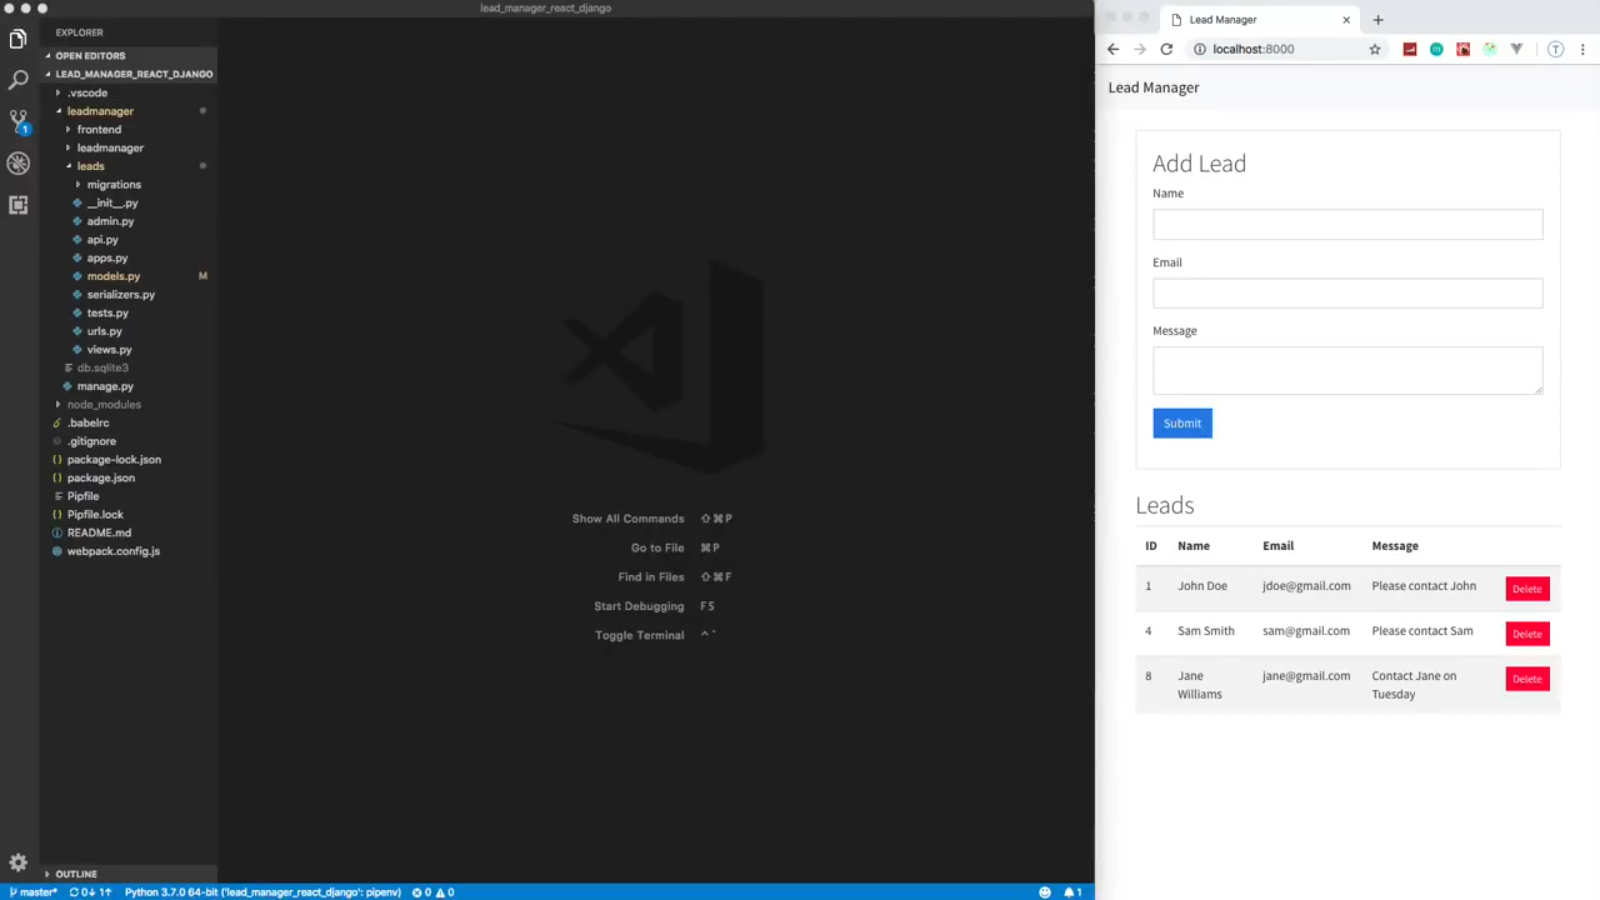 lead_manager_react_django
EXPLORER
OPEN EDITORS
LEAD_MANAGER_REACT_DJANGO
.vscode
leadmanager
frontend
leadmanager
leads
migrations
__init__.py
admin.py
api.py
apps.py
models.py M
serializers.py
tests.py
urls.py
views.py
db.sqlite3
manage.py
node_modules
.babelrc
.gitignore
package-lock.json
package.json
Pipfile
Pipfile.lock
README.md
webpack.config.js
OUTLINE
1
Show All Commands ⇧⌘P
Go to File ⌘P
Find in Files ⇧⌘F
Start Debugging F5
Toggle Terminal ^`
master* 0↓ 1↑ Python 3.7.0 64-bit ('lead_manager_react_django': pipenv) 0 0 1
Lead Manager
localhost:8000
T
Lead Manager
Add Lead
Name
Email
Message
Submit
Leads
ID Name Email Message
1 John Doe jdoe@gmail.com Please contact John Delete
4 Sam Smith sam@gmail.com Please contact Sam Delete
8 Jane jane@gmail.com Contact Jane on Delete
Williams Tuesday